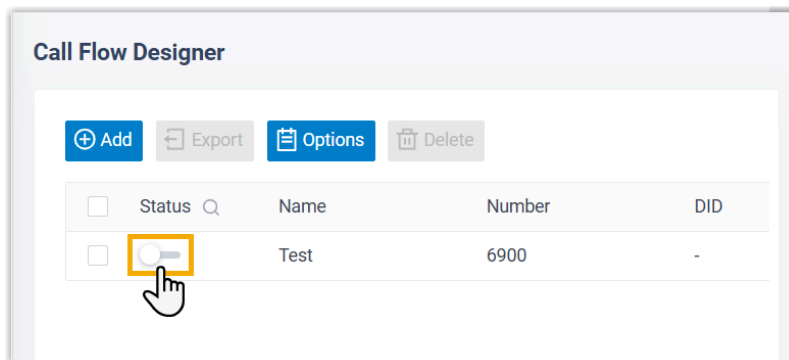 Call Flow Designer
Add Export Options Delete
Status Name Number DID
Test 6900 -